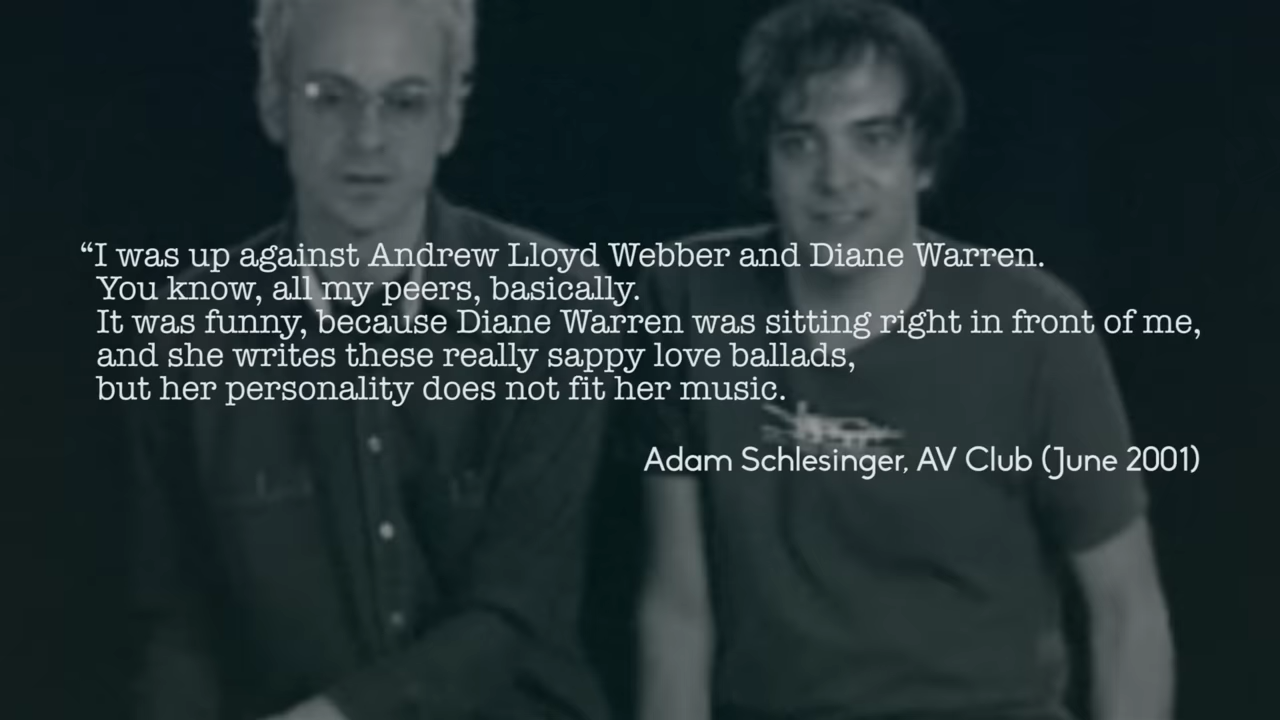 “I was up against Andrew Lloyd Webber and Diane Warren.
You know, all my peers, basically.
It was funny, because Diane Warren was sitting right in front of me,
and she writes these really sappy love ballads,
but her personality does not fit her music.
Adam Schlesinger, AV Club (June 2001)